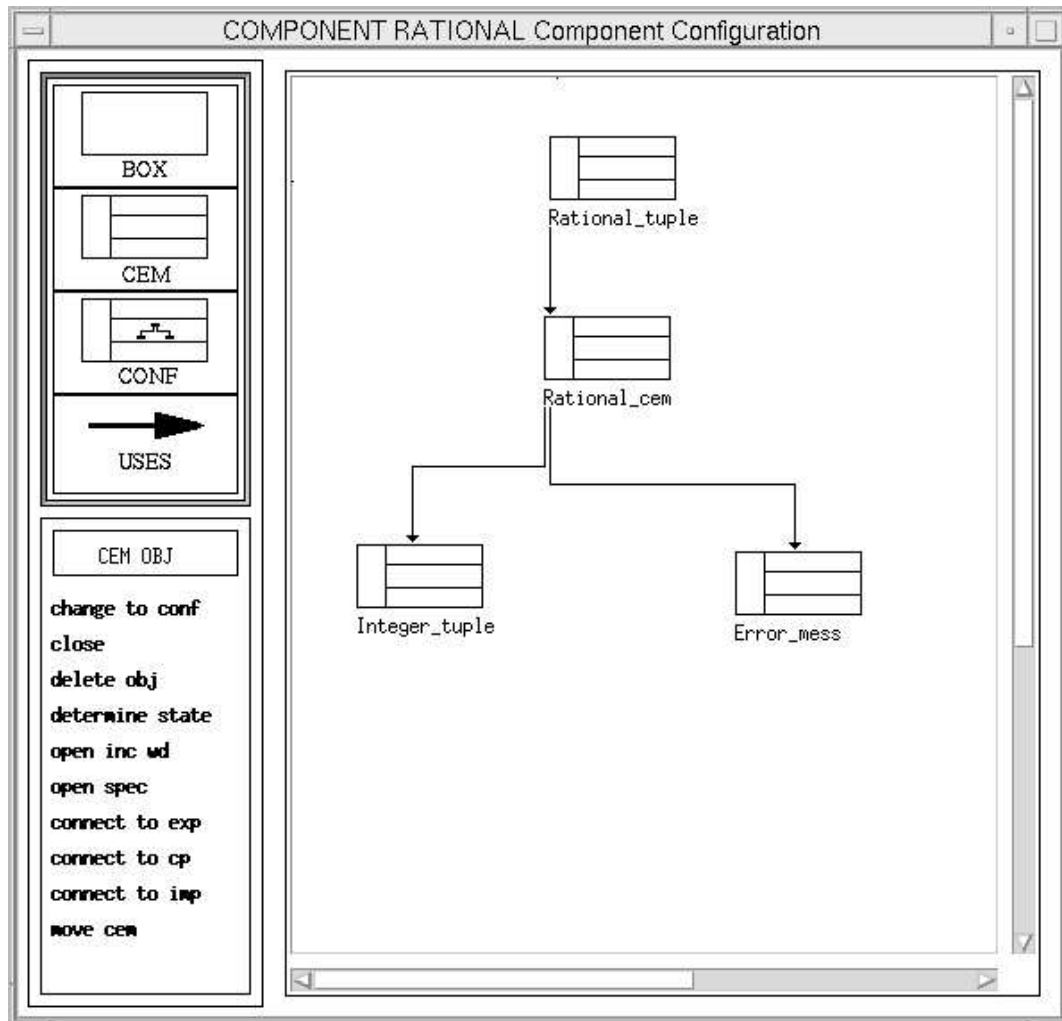 COMPONENT RATIONAL Component Configuration
BOX
CEM
CONF
USES
CEM OBJ
change to conf
close
delete obj
determine state
open inc wd
open spec
connect to exp
connect to cp
connect to imp
move cem
Rational_tuple
Rational_cem
Integer_tuple
Error_mess